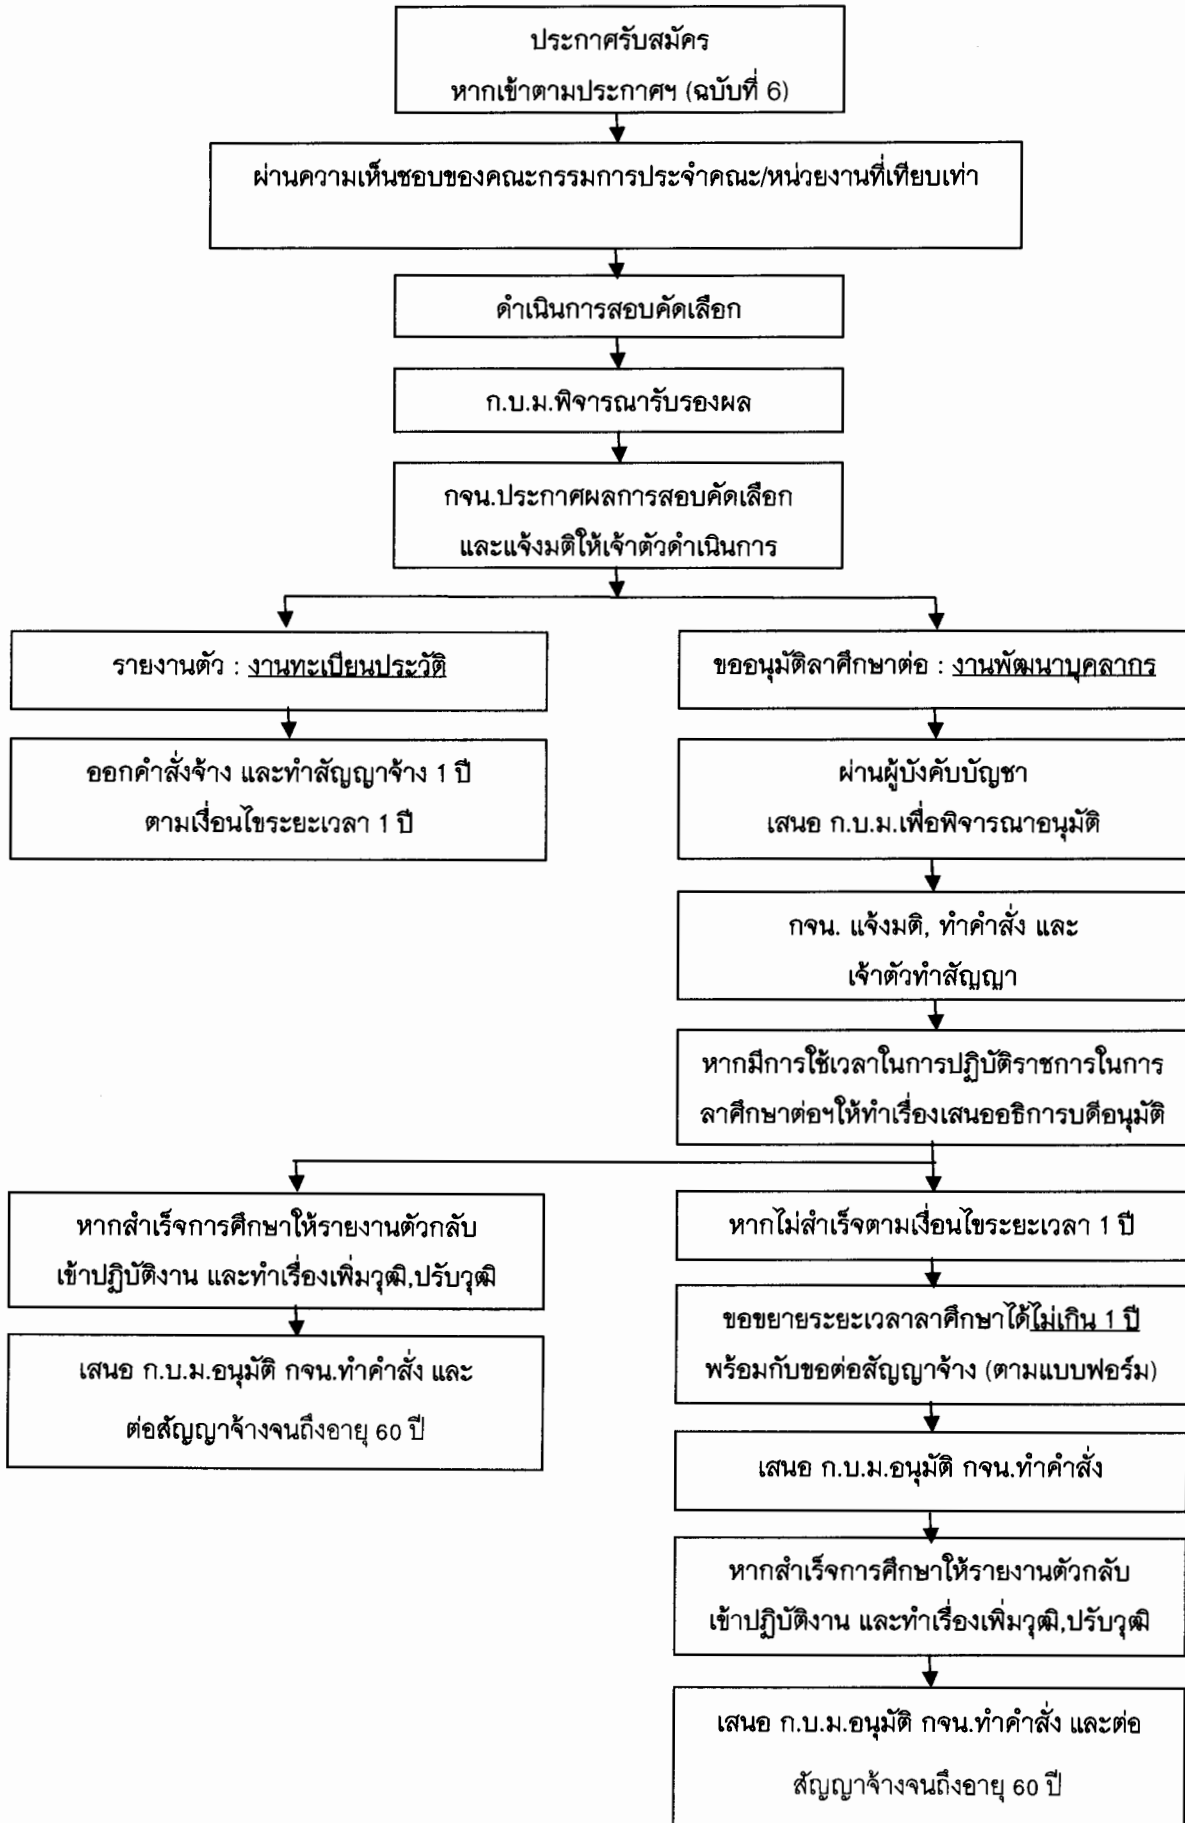 ประกาศรับสมัคร
หากเข้าตามประกาศฯ (ฉบับที่ 6)
ผ่านความเห็นชอบของคณะกรรมการประจำคณะ/หน่วยงานที่เทียบเท่า
ดำเนินการสอบคัดเลือก
ก.บ.ม.พิจารณารับรองผล
กจน.ประกาศผลการสอบคัดเลือก
และแจ้งมติให้เจ้าตัวดำเนินการ
รายงานตัว : งานทะเบียนประวัติ
ออกคำสั่งจ้าง และทำสัญญาจ้าง 1 ปี
ตามเงื่อนไขระยะเวลา 1 ปี
ขออนุมัติลาศึกษาต่อ : งานพัฒนาบุคลากร
ผ่านผู้บังคับบัญชา
เสนอ ก.บ.ม.เพื่อพิจารณาอนุมัติ
กจน. แจ้งมติ, ทำคำสั่ง และ
เจ้าตัวทำสัญญา
หากมีการใช้เวลาในการปฏิบัติราชการในการ
ลาศึกษาต่อฯให้ทำเรื่องเสนออธิการบดีอนุมัติ
หากสำเร็จการศึกษาให้รายงานตัวกลับ
เข้าปฏิบัติงาน และทำเรื่องเพิ่มวุฒิ,ปรับวุฒิ
เสนอ ก.บ.ม.อนุมัติ กจน.ทำคำสั่ง และ
ต่อสัญญาจ้างจนถึงอายุ 60 ปี
หากไม่สำเร็จตามเงื่อนไขระยะเวลา 1 ปี
ขอขยายระยะเวลาลาศึกษาได้ไม่เกิน 1 ปี
พร้อมกับขอต่อสัญญาจ้าง (ตามแบบฟอร์ม)
เสนอ ก.บ.ม.อนุมัติ กจน.ทำคำสั่ง
หากสำเร็จการศึกษาให้รายงานตัวกลับ
เข้าปฏิบัติงาน และทำเรื่องเพิ่มวุฒิ,ปรับวุฒิ
เสนอ ก.บ.ม.อนุมัติ กจน.ทำคำสั่ง และต่อ
สัญญาจ้างจนถึงอายุ 60 ปี